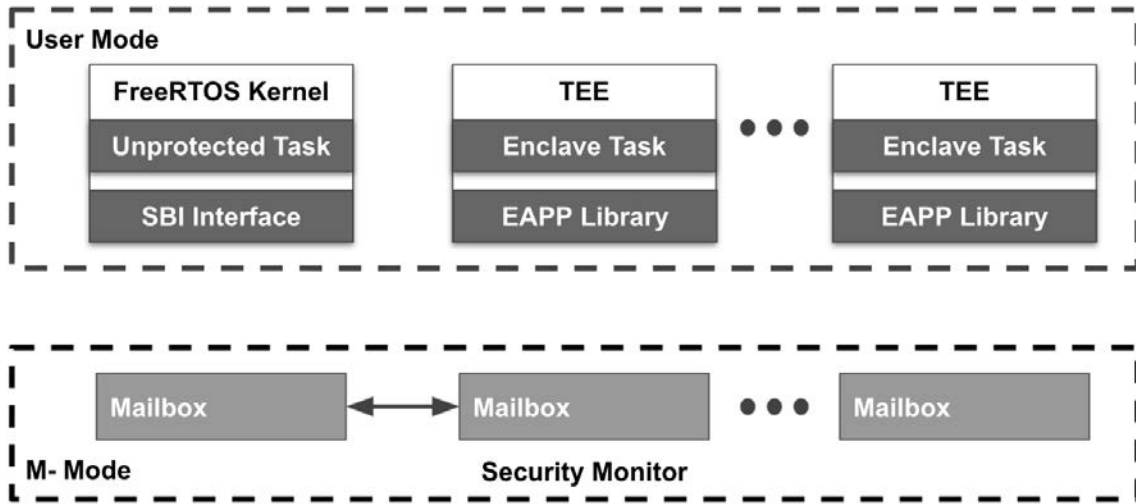 User Mode
FreeRTOS Kernel
Unprotected Task
SBI Interface
TEE
Enclave Task
EAPP Library
TEE
Enclave Task
EAPP Library
Mailbox
Mailbox
Mailbox
M- Mode
Security Monitor